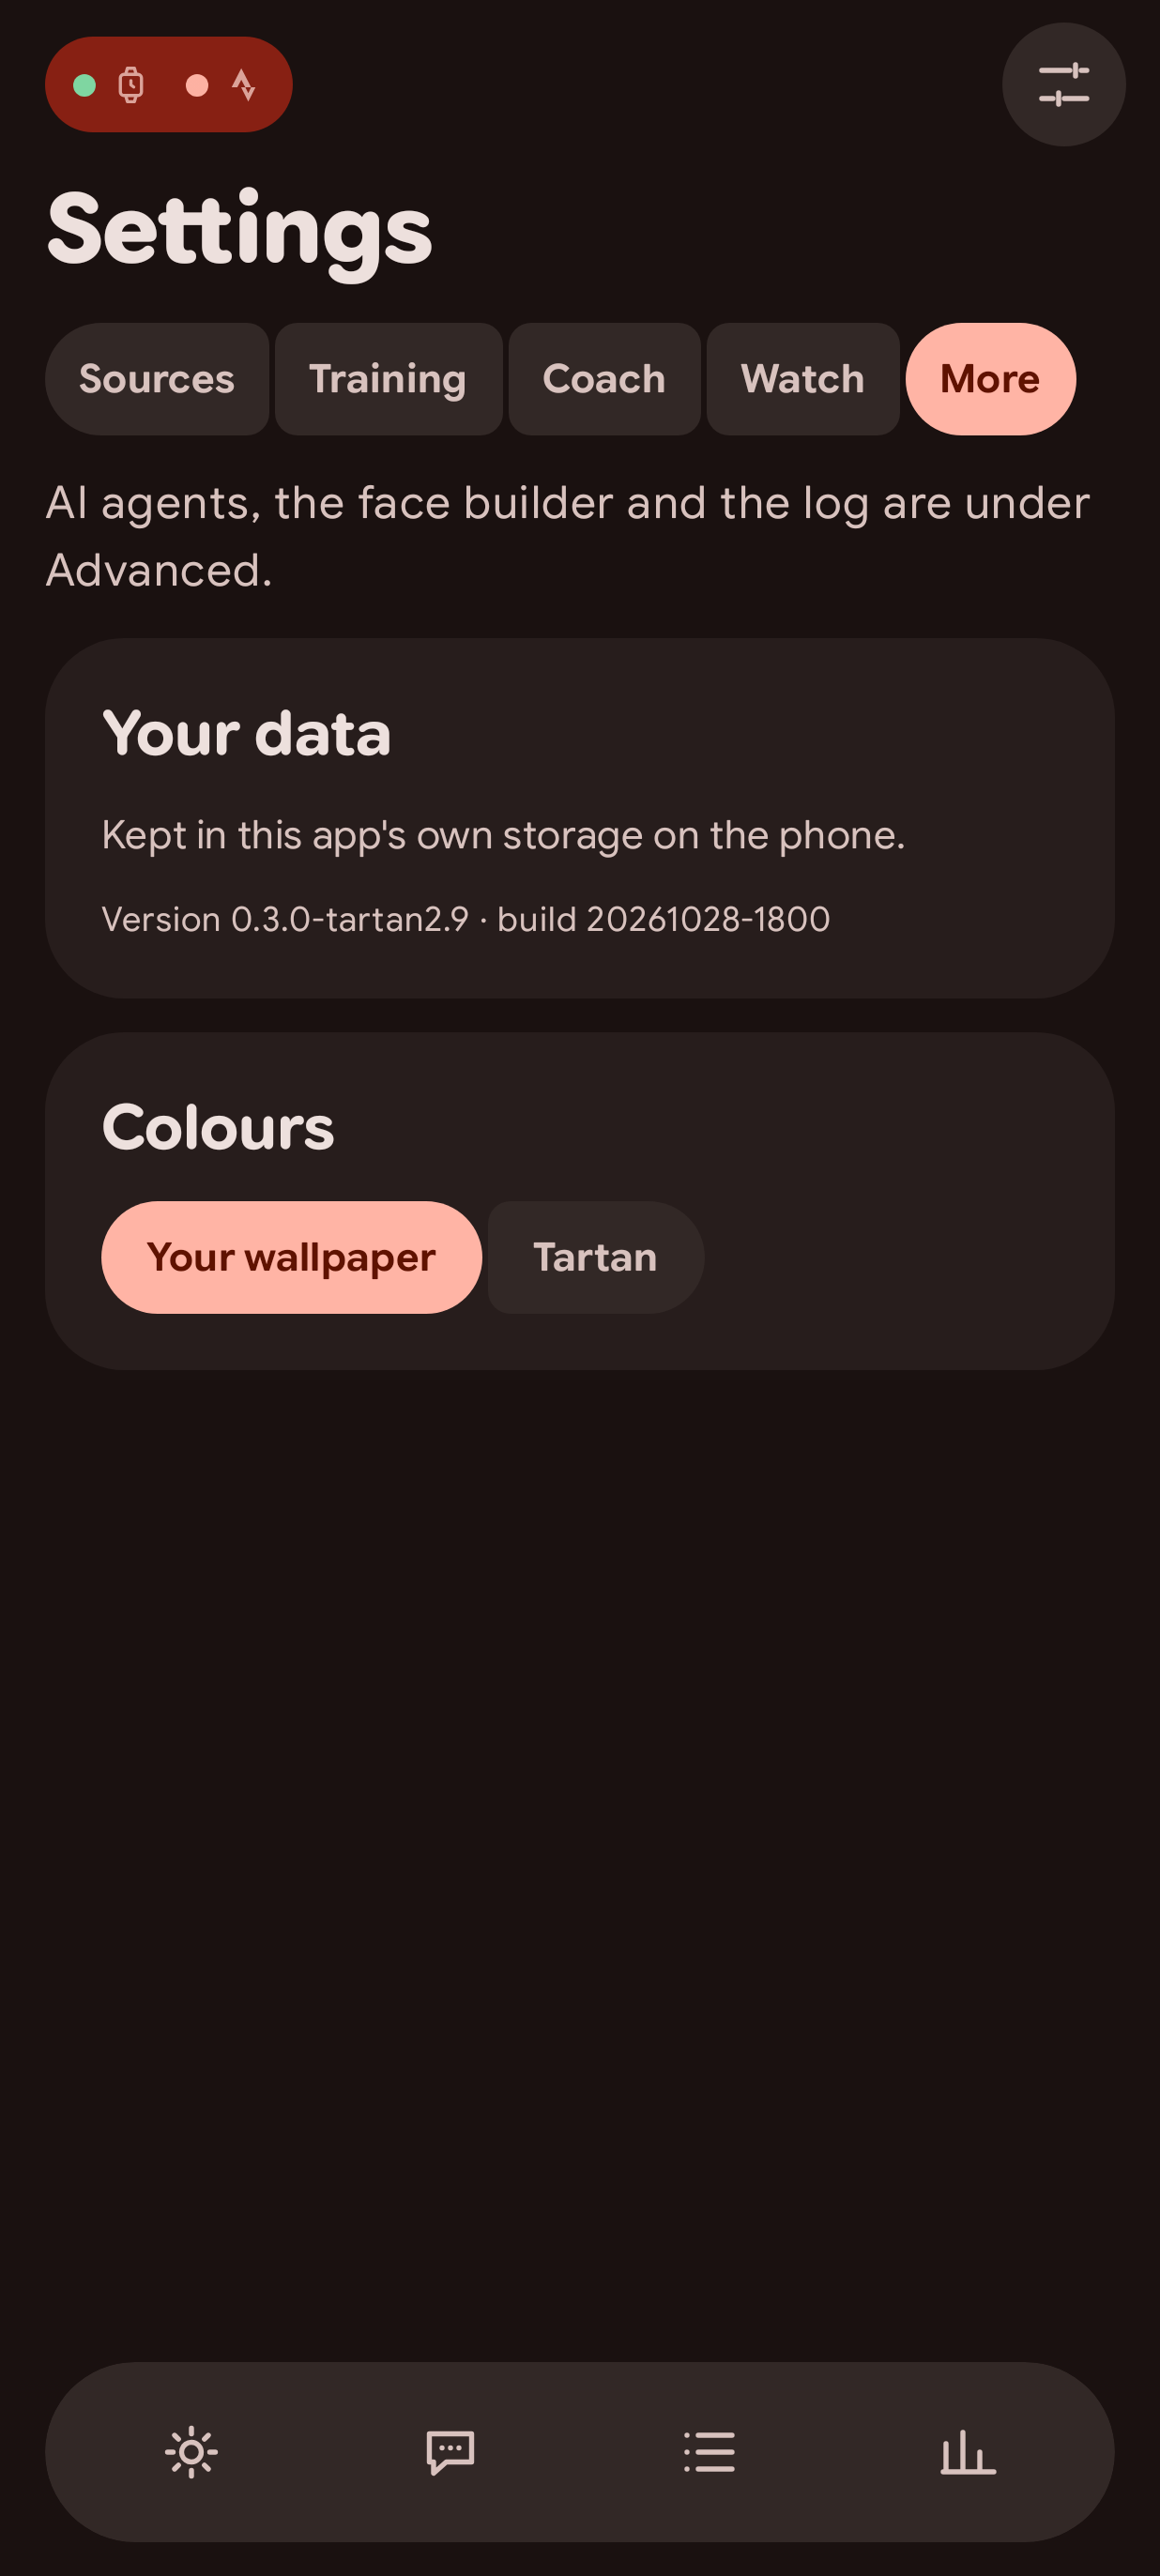 Settings
Sources Training Coach Watch More
AI agents, the face builder and the log are under
Advanced.
Your data
Kept in this app's own storage on the phone.
Version 0.3.0-tartan2.9 · build 20261028-1800
Colours
Your wallpaper Tartan